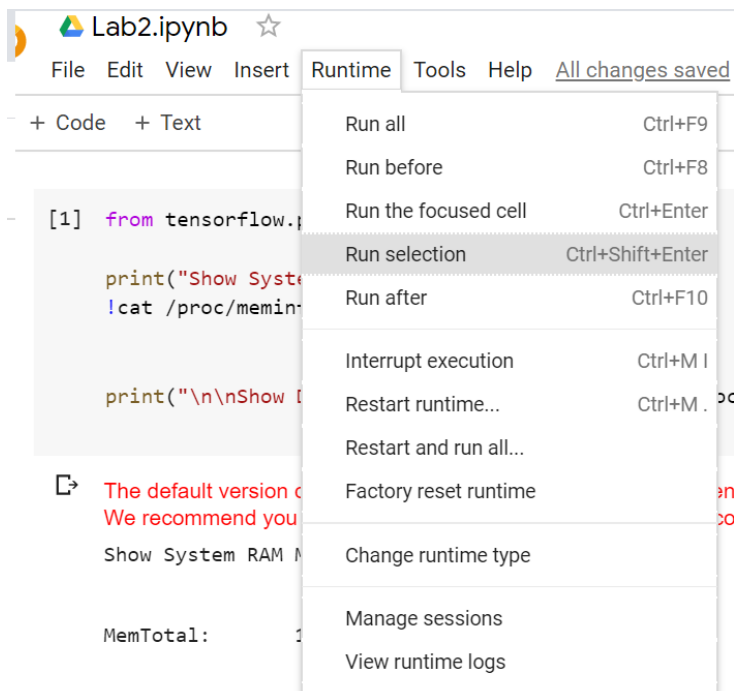 Lab2.ipynb
File Edit View Insert Runtime Tools Help All changes saved
+ Code + Text
Run all Ctrl+F9
Run before Ctrl+F8
Run the focused cell Ctrl+Enter
Run selection Ctrl+Shift+Enter
Run after Ctrl+F10
Interrupt execution Ctrl+M I
Restart runtime... Ctrl+M .
Restart and run all...
Factory reset runtime
Change runtime type
Manage sessions
View runtime logs
[1] from tensorflow.
print("Show Syste
!cat /proc/memin
print("\n\nShow
The default version
We recommend you
Show System RAM
MemTotal: